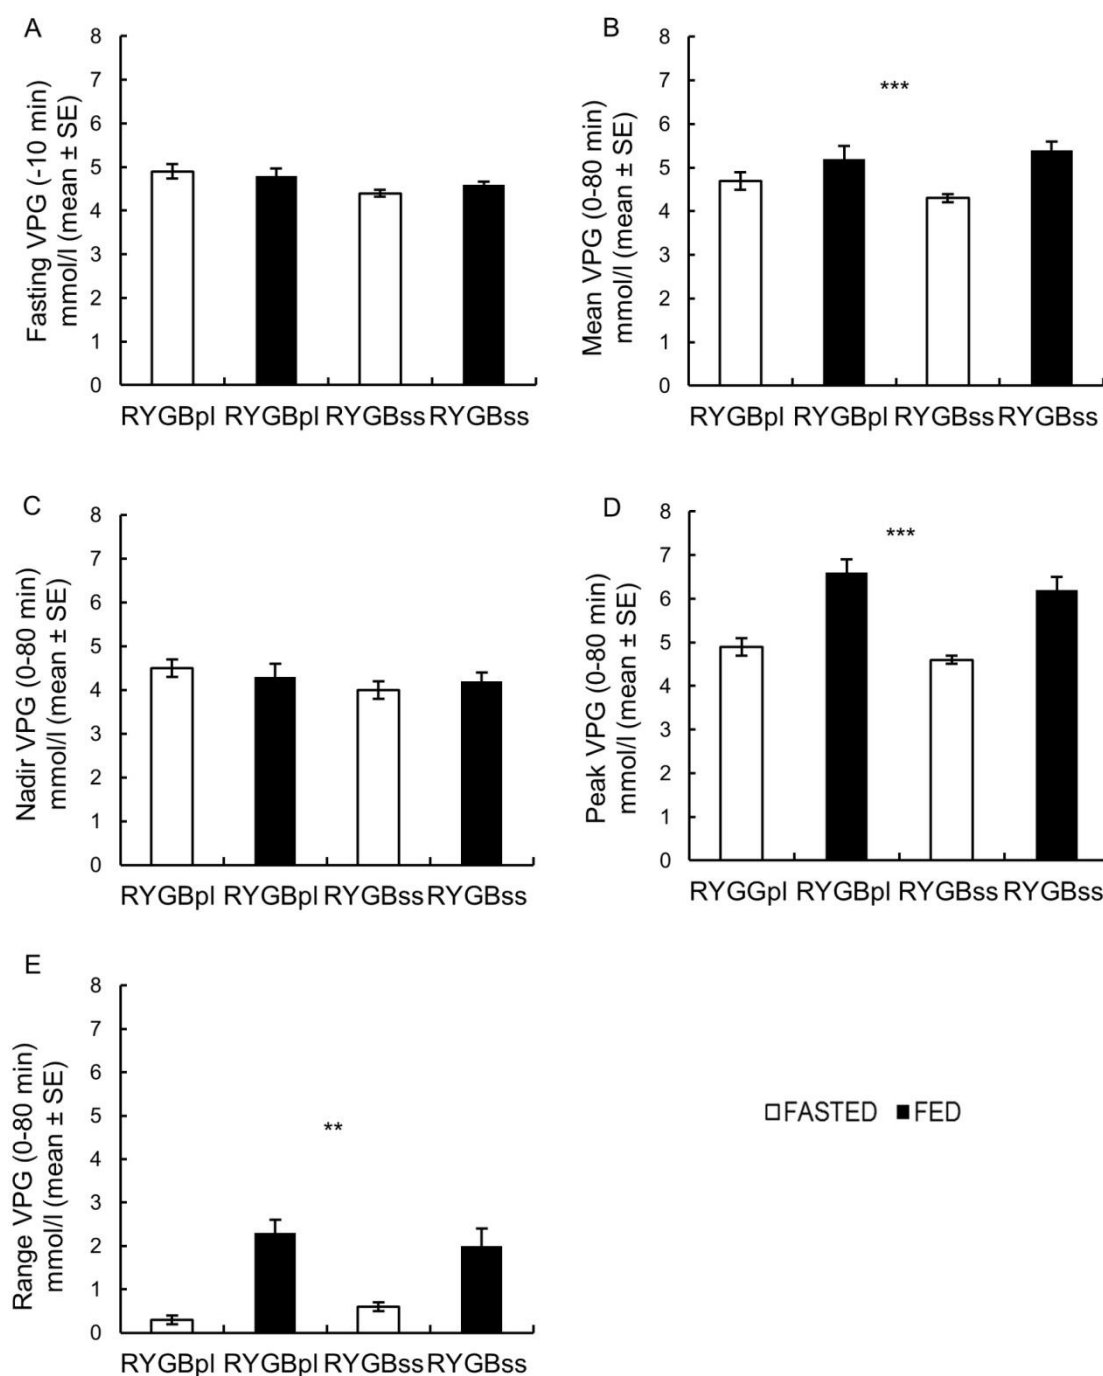 A
Fasting VPG (-10 min)
mmol/l (mean ± SE)
8
7
6
5
4
3
2
1
0
RYGBpl RYGBpl RYGBss RYGBss
B
Mean VPG (0-80 min)
mmol/l (mean ± SE)
8
7
6
5
4
3
2
1
0
***
RYGBpl RYGBpl RYGBss RYGBss
C
Nadir VPG (0-80 min)
mmol/l (mean ± SE)
8
7
6
5
4
3
2
1
0
RYGBpl RYGBpl RYGBss RYGBss
D
Peak VPG (0-80 min)
mmol/l (mean ± SE)
8
7
6
5
4
3
2
1
0
***
RYGGpl RYGBpl RYGBss RYGBss
E
Range VPG (0-80 min)
mmol/l (mean ± SE)
8
7
6
5
4
3
2
1
0
**
RYGBpl RYGBpl RYGBss RYGBss
FASTED FED